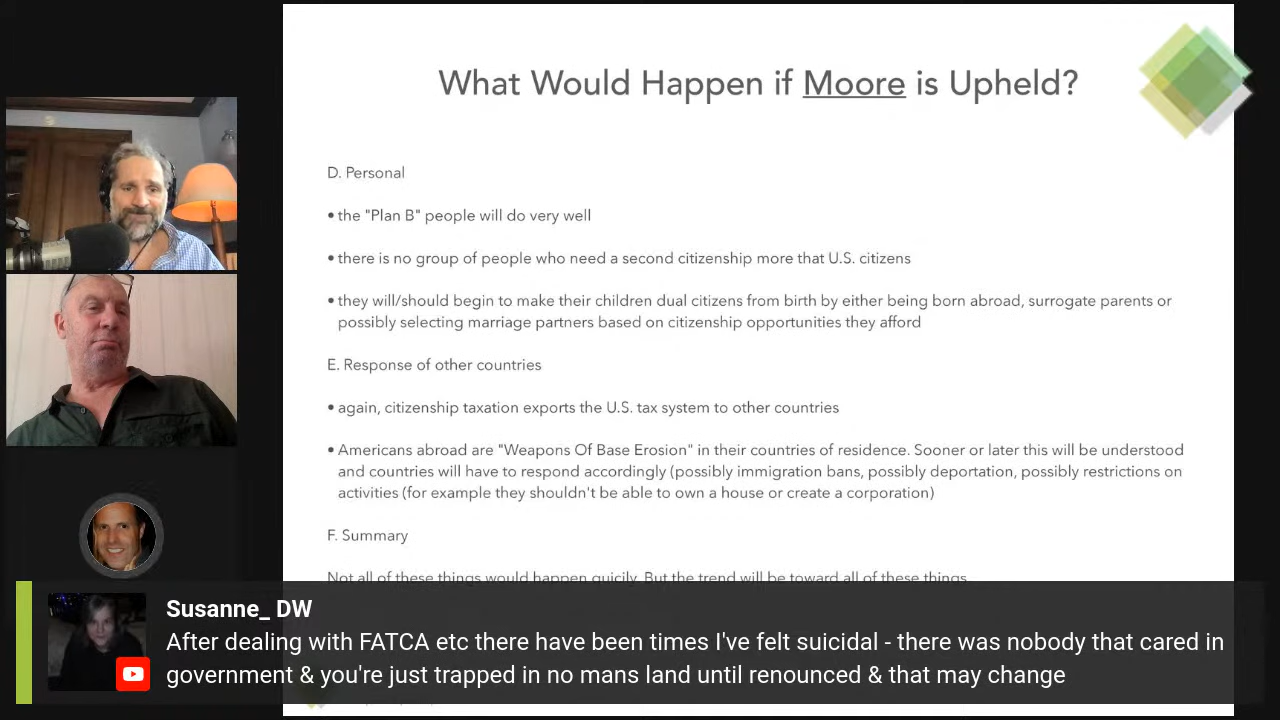 What Would Happen if Moore is Upheld?
D. Personal
• the "Plan B" people will do very well
• there is no group of people who need a second citizenship more that U.S. citizens
• they will/should begin to make their children dual citizens from birth by either being born abroad, surrogate parents or
possibly selecting marriage partners based on citizenship opportunities they afford
E. Response of other countries
• again, citizenship taxation exports the U.S. tax system to other countries
• Americans abroad are "Weapons Of Base Erosion" in their countries of residence. Sooner or later this will be understood
and countries will have to respond accordingly (possibly immigration bans, possibly deportation, possibly restrictions on
activities (for example they shouldn't be able to own a house or create a corporation)
F. Summary
Not all of these things would happen quicily. But the trend will be toward all of these things.
Susanne_ DW
After dealing with FATCA etc there have been times I've felt suicidal - there was nobody that cared in
government & you're just trapped in no mans land until renounced & that may change